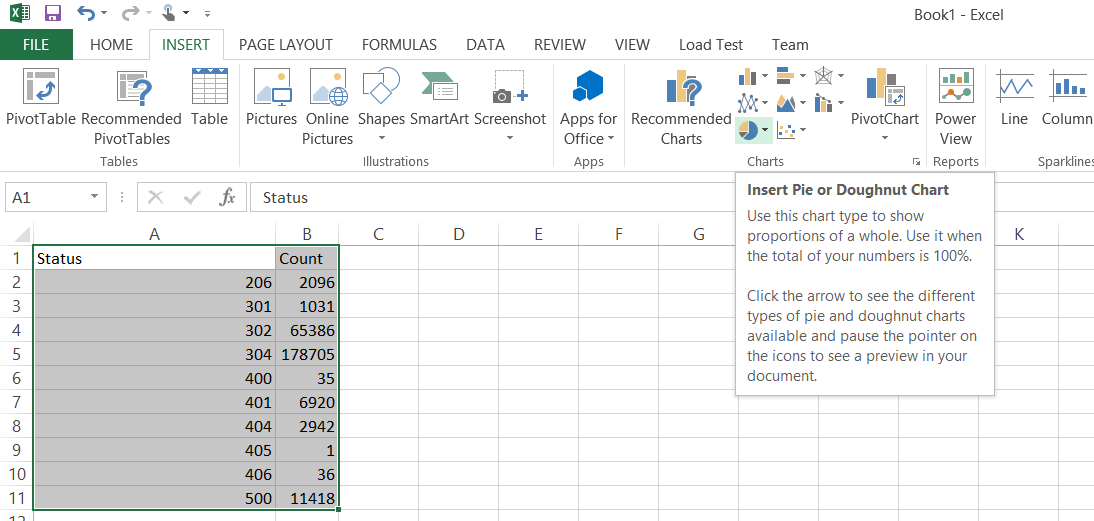 Book1 - Excel
FILE HOME INSERT PAGE LAYOUT FORMULAS DATA REVIEW VIEW Load Test Team
PivotTable Recommended PivotTables Table
Pictures Online Pictures Shapes SmartArt Screenshot
Apps for Office
Recommended Charts
PivotChart
Power View
Line Column
Tables Illustrations Apps Charts Reports Sparklines
A1 fx Status
Insert Pie or Doughnut Chart
Use this chart type to show
proportions of a whole. Use it when
the total of your numbers is 100%.
Click the arrow to see the different
types of pie and doughnut charts
available and pause the pointer on
the icons to see a preview in your
document.
A B C D E F G K
1 Status Count
2 206 2096
3 301 1031
4 302 65386
5 304 178705
6 400 35
7 401 6920
8 404 2942
9 405 1
10 406 36
11 500 11418